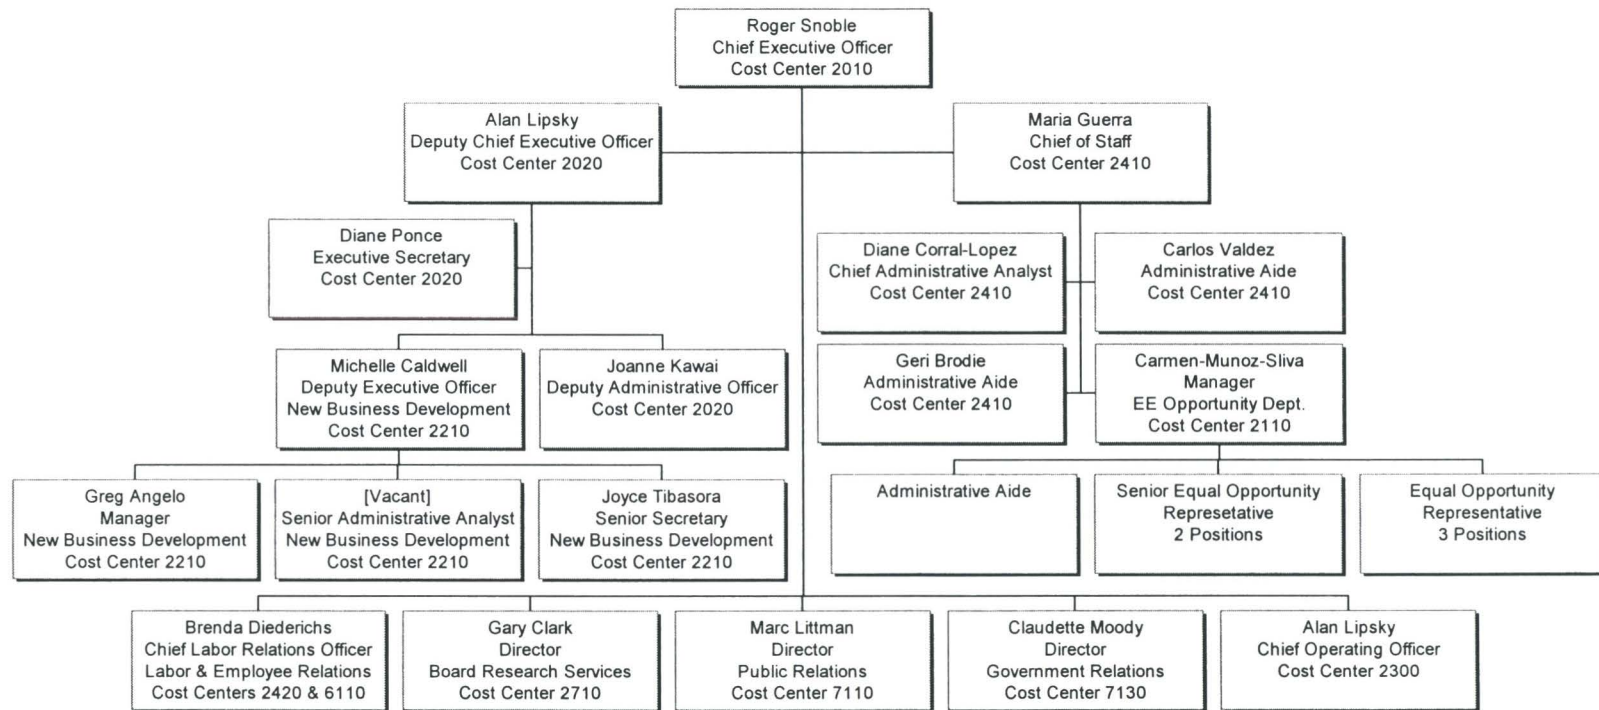 Roger Snoble
Chief Executive Officer
Cost Center 2010
Alan Lipsky
Deputy Chief Executive Officer
Cost Center 2020
Maria Guerra
Chief of Staff
Cost Center 2410
Diane Ponce
Executive Secretary
Cost Center 2020
Diane Corral-Lopez
Chief Administrative Analyst
Cost Center 2410
Carlos Valdez
Administrative Aide
Cost Center 2410
Michelle Caldwell
Deputy Executive Officer
New Business Development
Cost Center 2210
Joanne Kawai
Deputy Administrative Officer
Cost Center 2020
Geri Brodie
Administrative Aide
Cost Center 2410
Carmen-Munoz-Sliva
Manager
EE Opportunity Dept.
Cost Center 2110
Greg Angelo
Manager
New Business Development
Cost Center 2210
[Vacant]
Senior Administrative Analyst
New Business Development
Cost Center 2210
Joyce Tibasora
Senior Secretary
New Business Development
Cost Center 2210
Administrative Aide
Senior Equal Opportunity
Represetative
2 Positions
Equal Opportunity
Representative
3 Positions
Brenda Diederichs
Chief Labor Relations Officer
Labor & Employee Relations
Cost Centers 2420 & 6110
Gary Clark
Director
Board Research Services
Cost Center 2710
Marc Littman
Director
Public Relations
Cost Center 7110
Claudette Moody
Director
Government Relations
Cost Center 7130
Alan Lipsky
Chief Operating Officer
Cost Center 2300